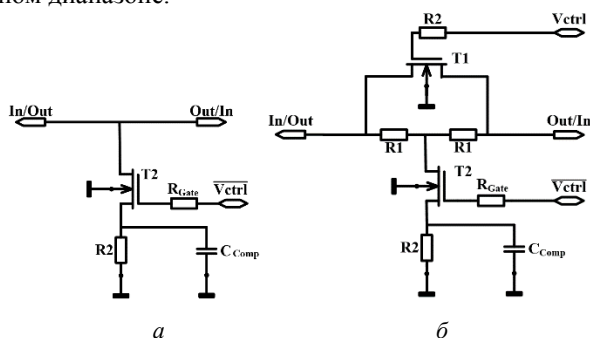 ном диапазоне.
R2 Vctrl
T1
In/Out Out/In In/Out Out/In
R1 R1
T2 T2
RGate Vctrl RGate Vctrl
R2 CComp R2 CComp
а б